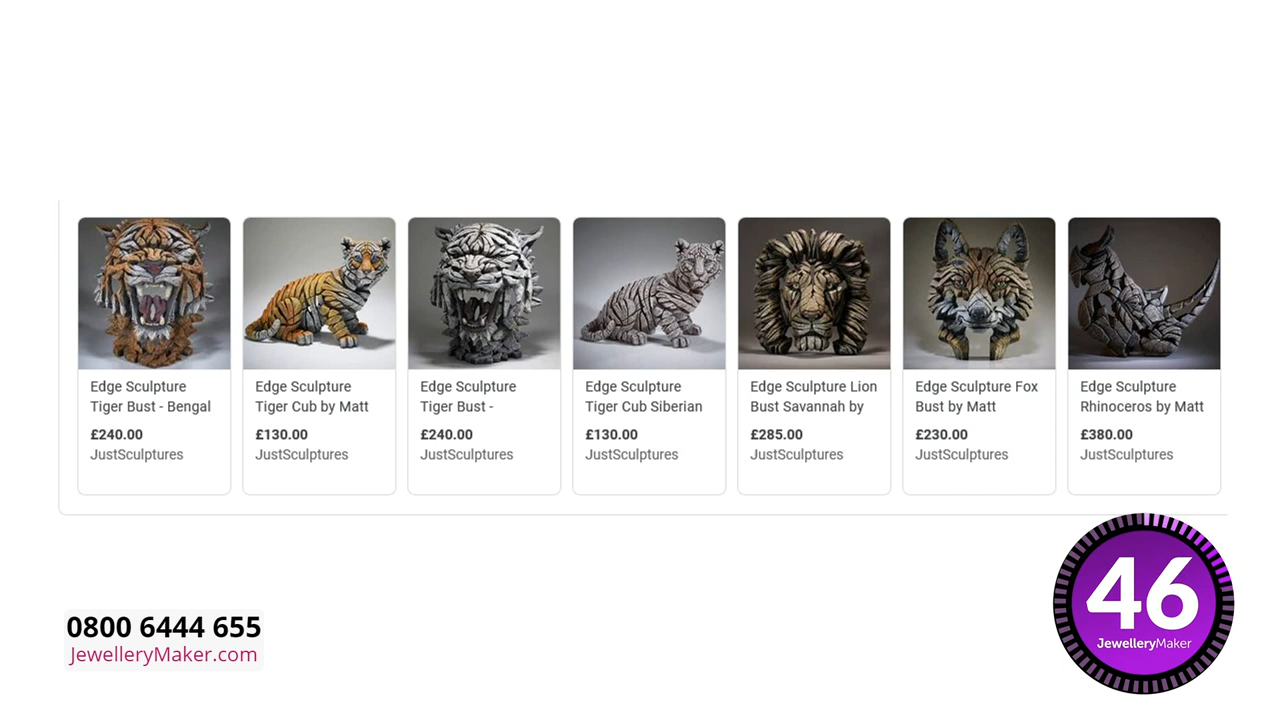 Edge Sculpture
Tiger Bust - Bengal
£240.00
JustSculptures
Edge Sculpture
Tiger Cub by Matt
£130.00
JustSculptures
Edge Sculpture
Tiger Bust -
£240.00
JustSculptures
Edge Sculpture
Tiger Cub Siberian
£130.00
JustSculptures
Edge Sculpture Lion
Bust Savannah by
£285.00
JustSculptures
Edge Sculpture Fox
Bust by Matt
£230.00
JustSculptures
Edge Sculpture
Rhinoceros by Matt
£380.00
JustSculptures
0800 6444 655
JewelleryMaker.com
46
JewelleryMaker